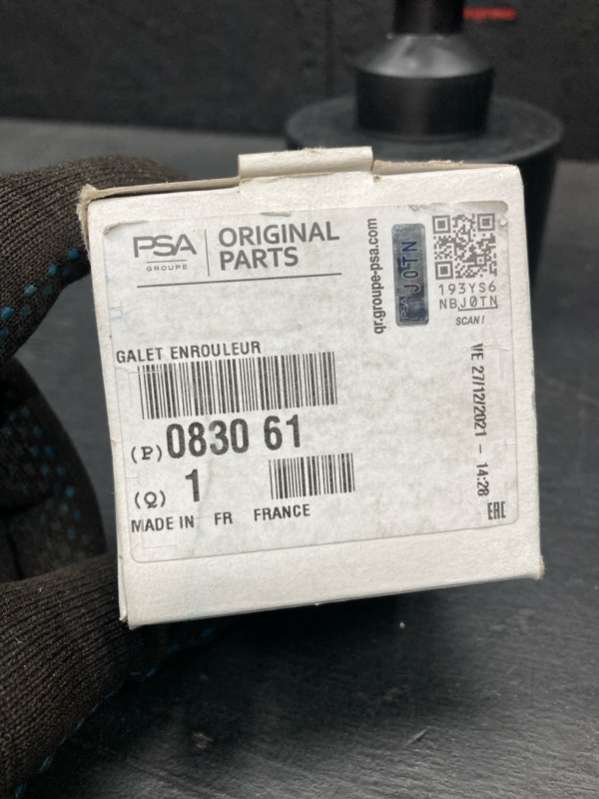 PSA
GROUPE
ORIGINAL
PARTS
qr.groupe-psa.com
PSA J0TN
193YS6
NBJ0TN
SCAN!
GALET ENROULEUR
(P) 0830 61
(Q) 1
MADE IN FR FRANCE
VE 27/12/2021 - 14:28
EAC